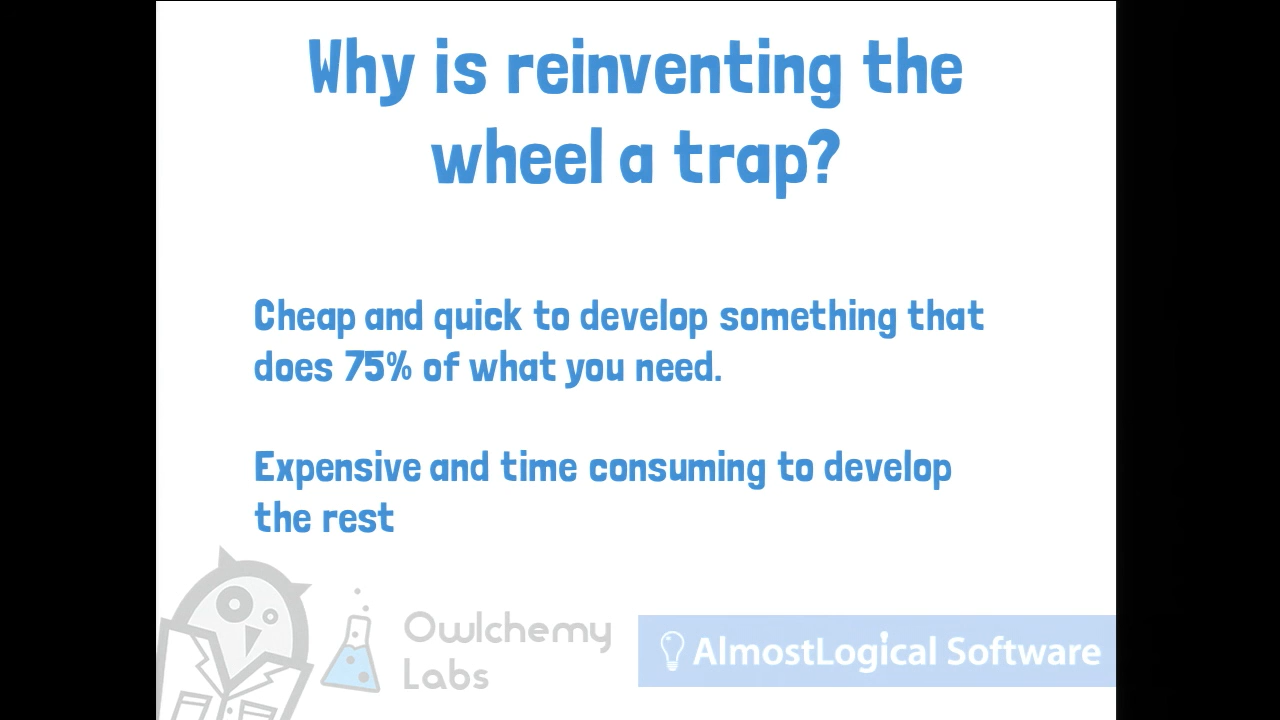 Why is reinventing the
wheel a trap?
Cheap and quick to develop something that
does 75% of what you need.
Expensive and time consuming to develop
the rest
Owlchemy
Labs
AlmostLogical Software